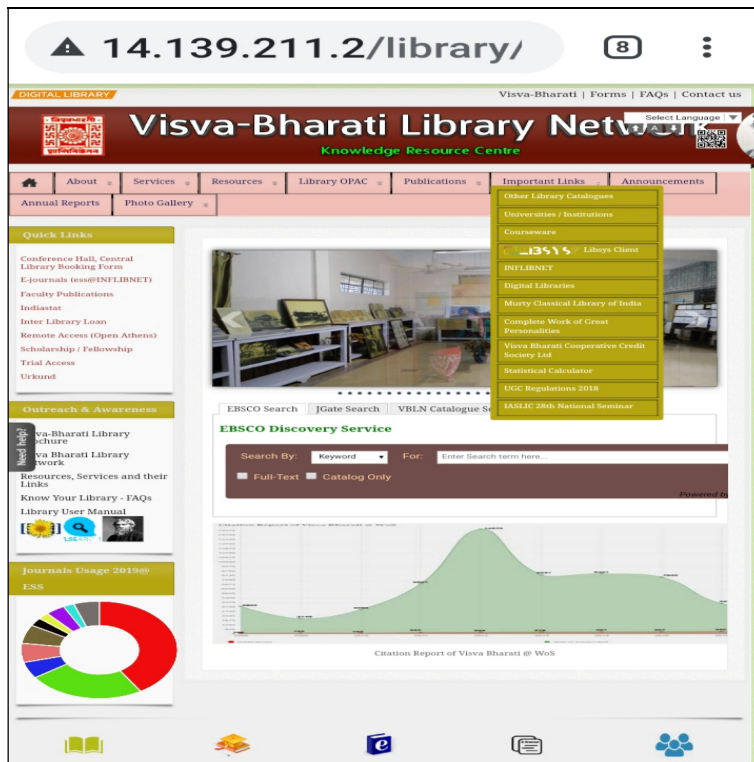 14.139.211.2/library/
8
DIGITAL LIBRARY
Visva-Bharati | Forms | FAQs | Contact us
Select Language
Visva-Bharati Library Network
A
Knowledge Resource Centre
About
Services
Resources
Library OPAC
Publications
Important Links
Announcements
Annual Reports
Photo Gallery
Other Library Catalogues
Universities / Institutions
Courseware
Libsys Client
INFLIBNET
Digital Libraries
Murty Classical Library of India
Complete Work of Great
Personalities
Visva Bharati Cooperative Credit
Society Ltd
Statistical Calculator
UGC Regulations 2018
IASLIC 28th National Seminar
Quick Links
Conference Hall, Central
Library Booking Form
E-journals (ess@INFLIBNET)
Faculty Publications
Indiastat
Inter Library Loan
Remote Access (Open Athens)
Scholarship / Fellowship
Trial Access
Urkund
Outreach & Awareness
Need help?
va-Bharati Library
ochure
va Bharati Library
twork
Resources, Services and their
Links
Know Your Library - FAQs
Library User Manual
Journals Usage 2019@
ESS
EBSCO Search
JGate Search
VBLN Catalogue Se
EBSCO Discovery Service
Search By:
Keyword
For:
Enter Search term here...
Full-Text
Catalog Only
Powered by
Citation Report of Visva Bharati @ WoS
Citation Report of Visva Bharati @ WoS